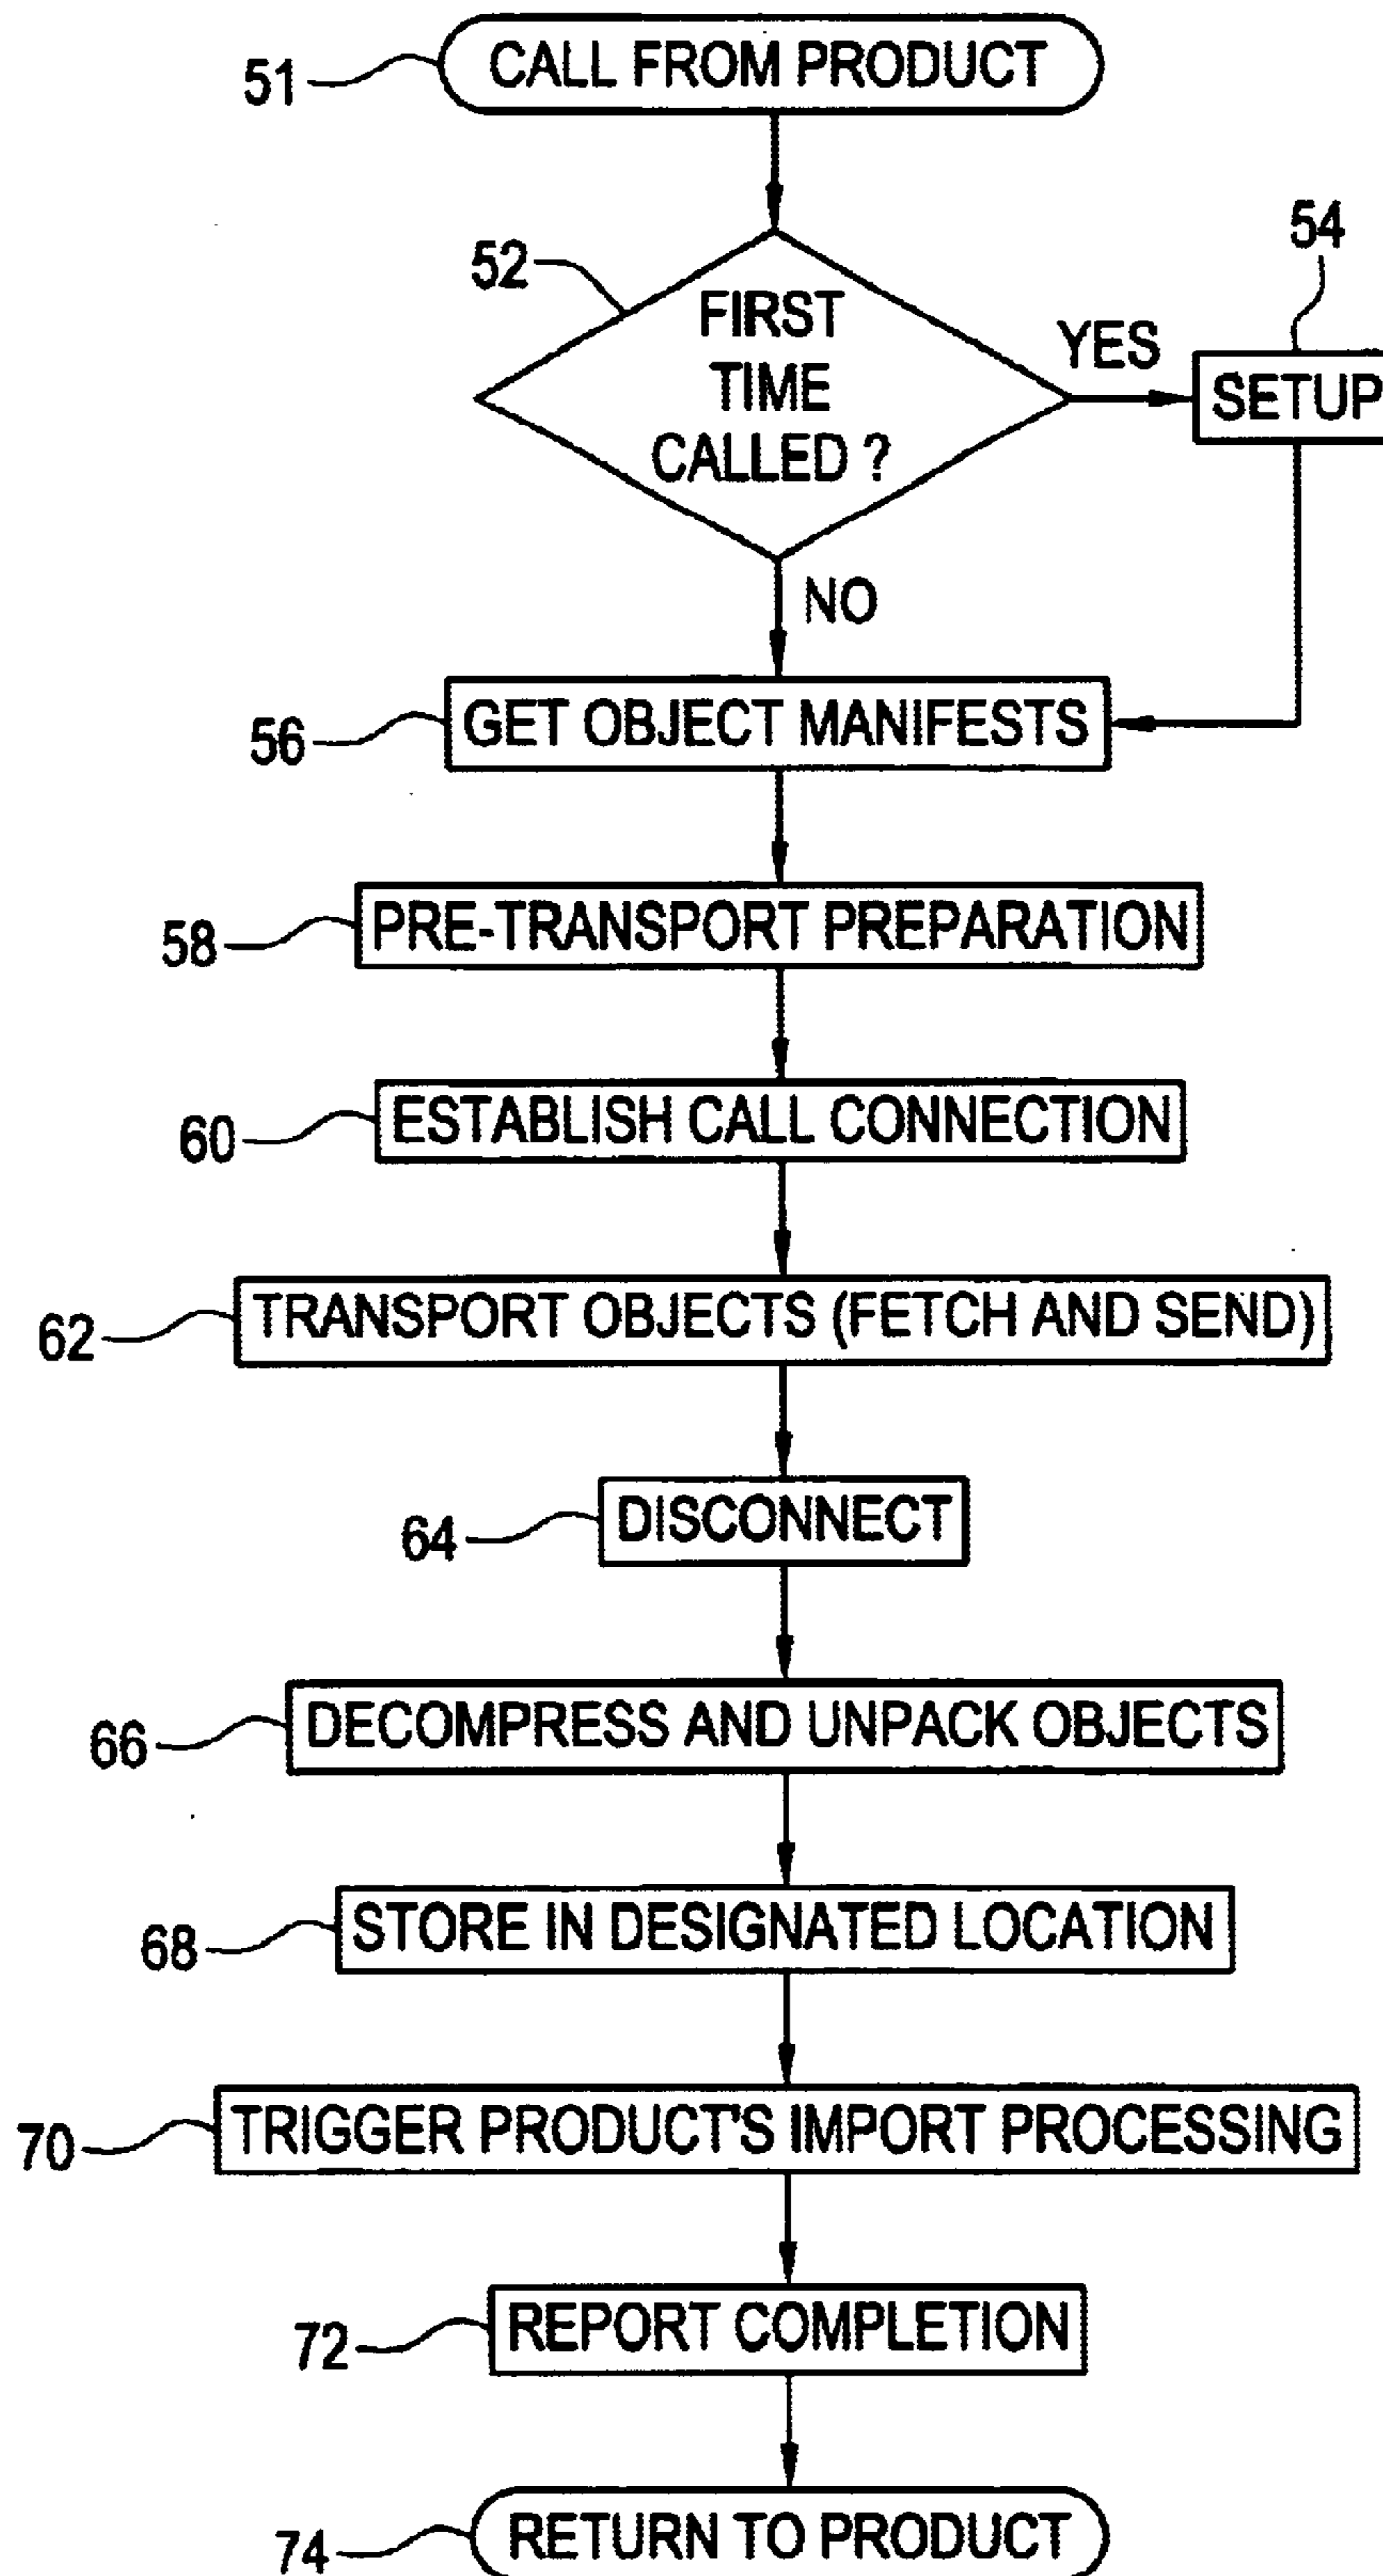 51
CALL FROM PRODUCT
52
FIRST
TIME
CALLED ?
YES
54
SETUP
NO
56
GET OBJECT MANIFESTS
58
PRE-TRANSPORT PREPARATION
60
ESTABLISH CALL CONNECTION
62
TRANSPORT OBJECTS (FETCH AND SEND)
64
DISCONNECT
66
DECOMPRESS AND UNPACK OBJECTS
68
STORE IN DESIGNATED LOCATION
70
TRIGGER PRODUCT'S IMPORT PROCESSING
72
REPORT COMPLETION
74
RETURN TO PRODUCT